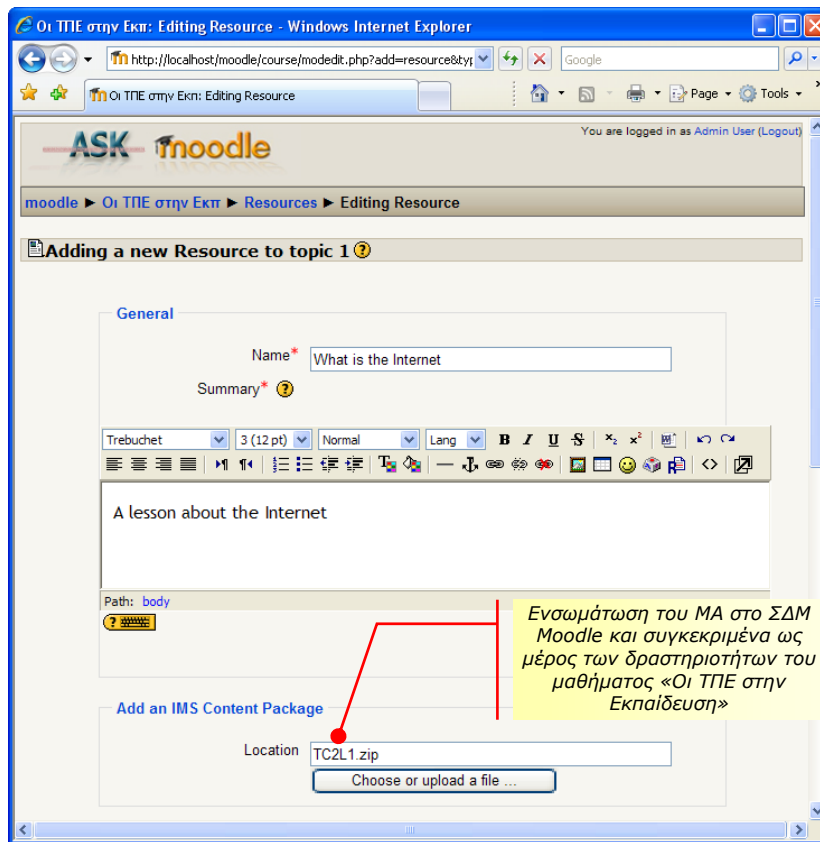 Οι ΤΠΕ στην Εκπ: Editing Resource - Windows Internet Explorer
http://localhost/moodle/course/modedit.php?add=resource&typ
Google
Οι ΤΠΕ στην Εκπ: Editing Resource
Page
Tools
ASK moodle
You are logged in as Admin User (Logout)
moodle ► Οι ΤΠΕ στην Εκπ ► Resources ► Editing Resource
Adding a new Resource to topic 1
General
Name*
What is the Internet
Summary*
Trebuchet 3 (12 pt) Normal Lang B I U S x₂ x²
A lesson about the Internet
Path: body
Ενσωμάτωση του ΜΑ στο ΣΔΜ
Moodle και συγκεκριμένα ως
μέρος των δραστηριοτήτων του
μαθήματος «Οι ΤΠΕ στην
Εκπαίδευση»
Add an IMS Content Package
Location
TC2L1.zip
Choose or upload a file ...